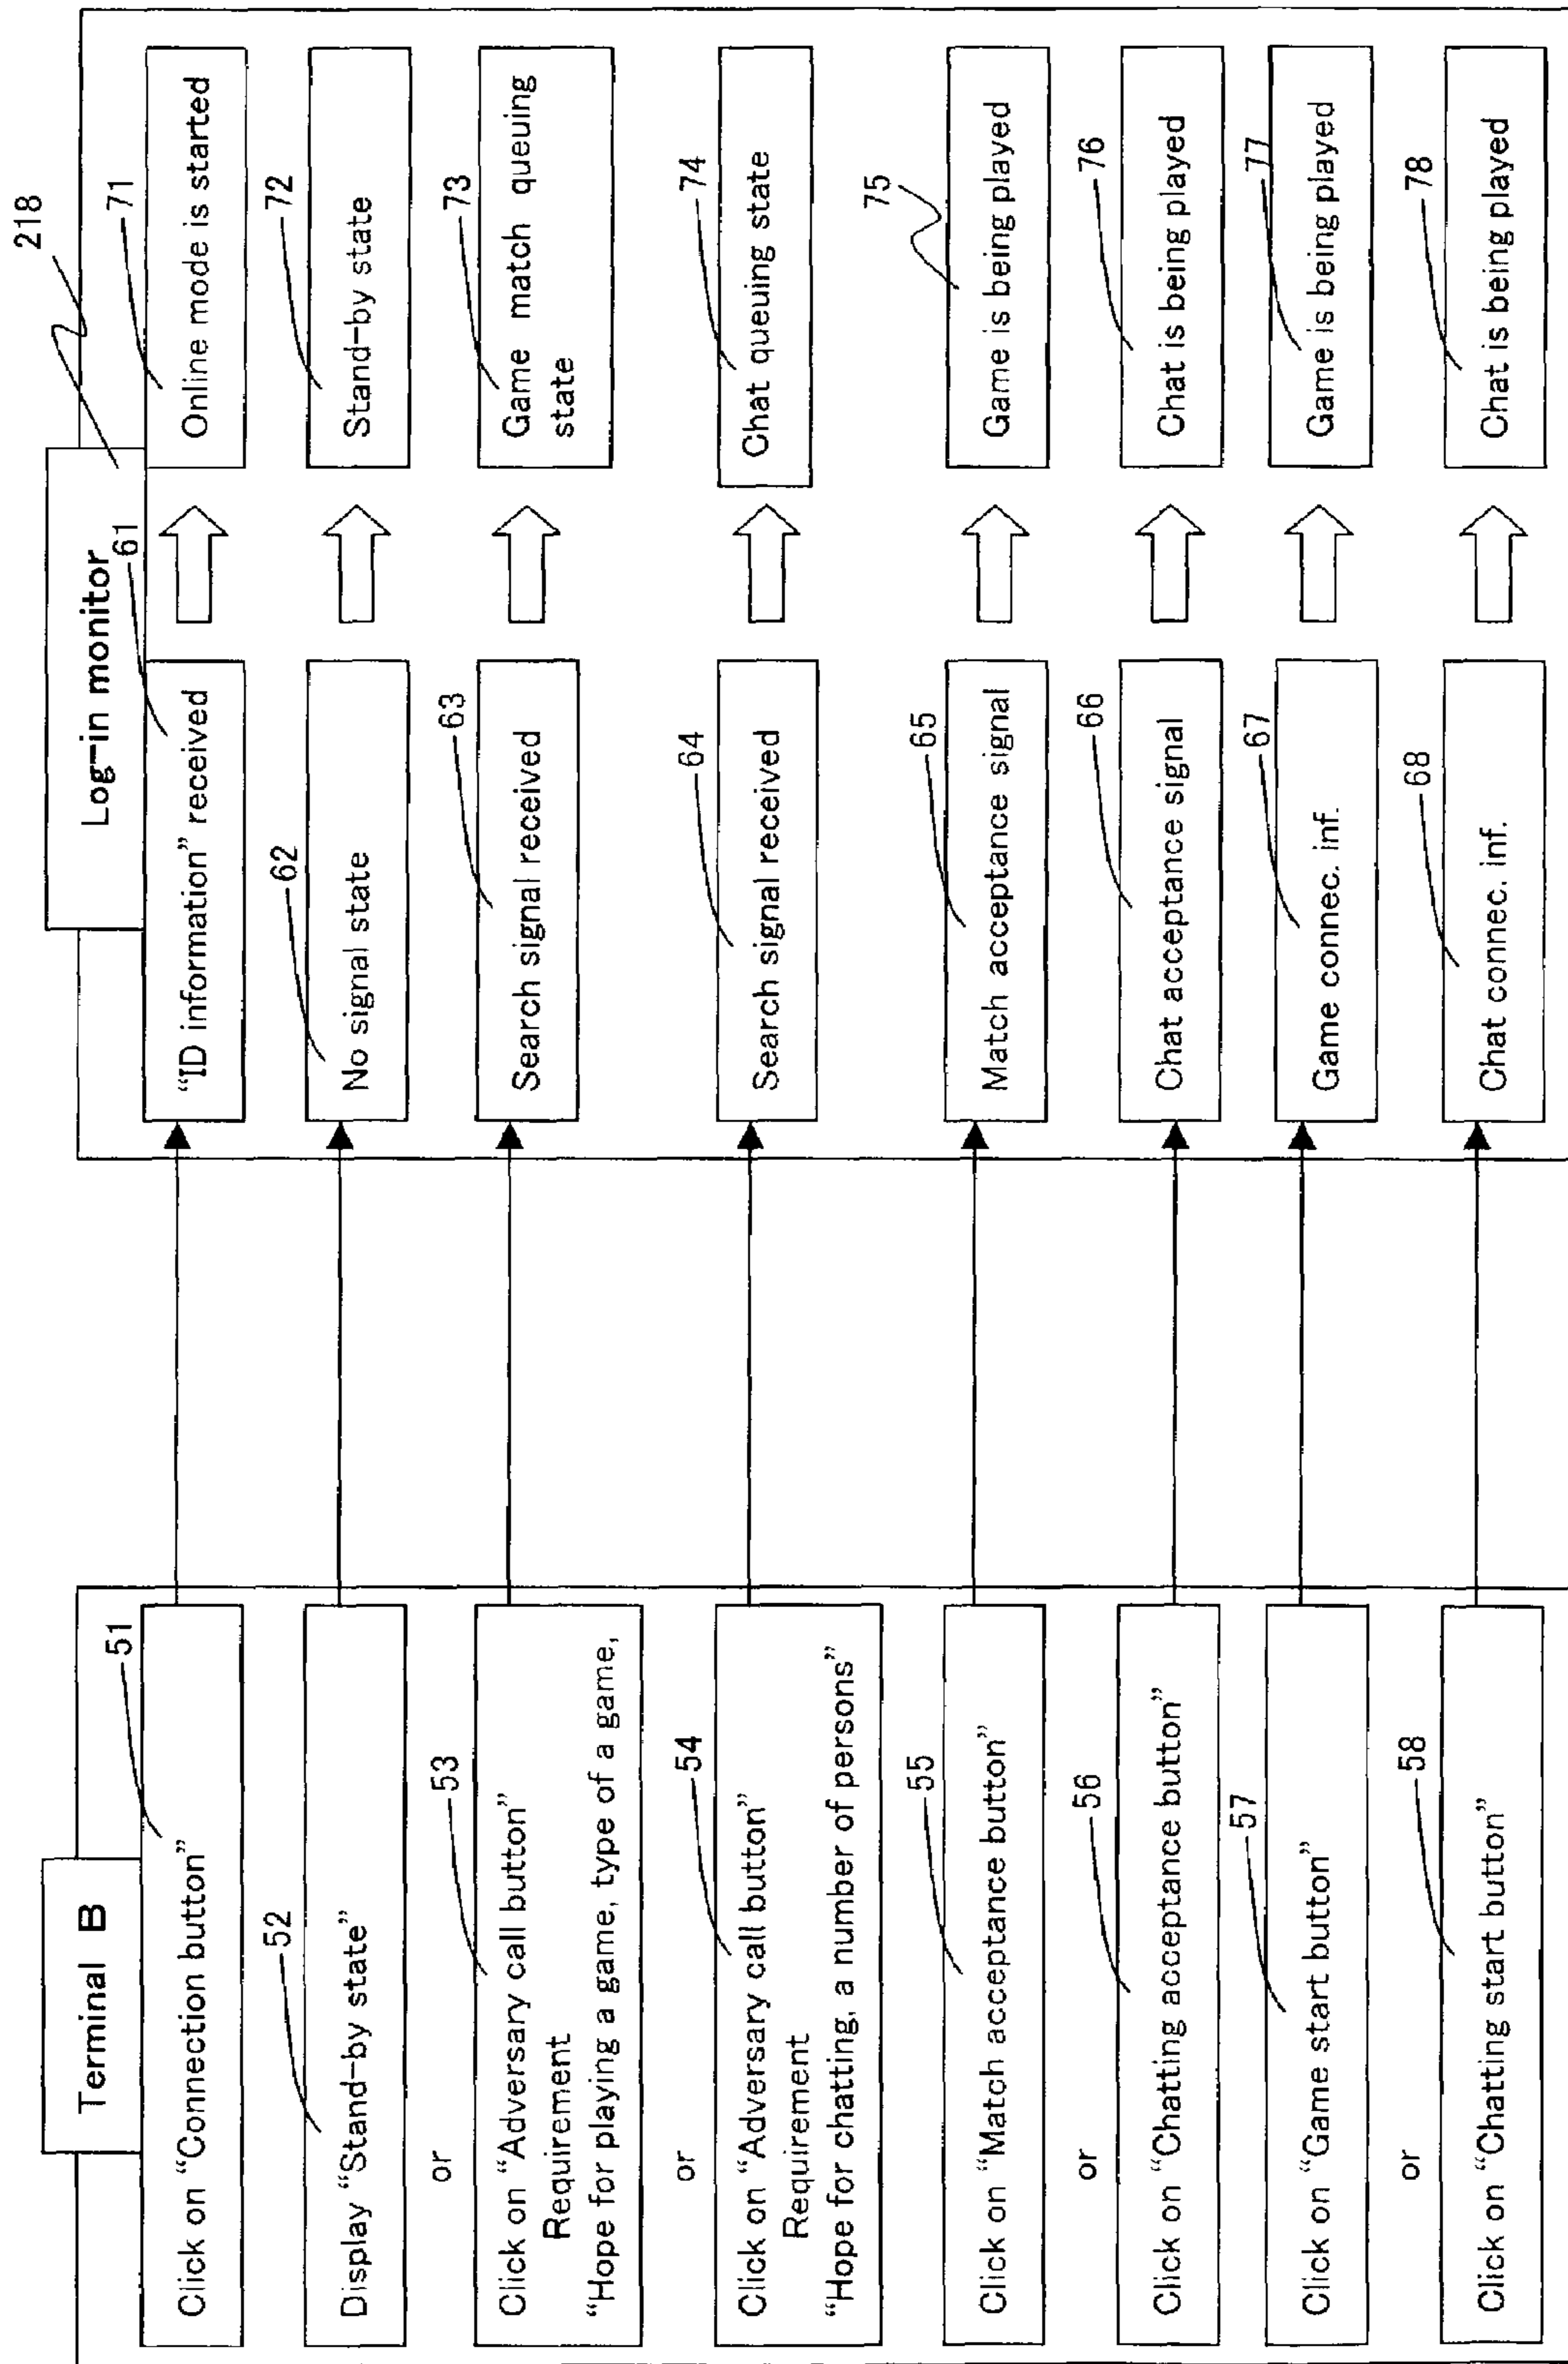 Terminal B
51
Click on “Connection button”
52
Display “Stand-by state”
or
53
Click on “Adversary call button”
Requirement
“Hope for playing a game, type of a game,
or
54
Click on “Adversary call button”
Requirement
“Hope for chatting, a number of persons”
55
Click on “Match acceptance button”
or
56
Click on “Chatting acceptance button”
57
Click on “Game start button”
or
58
Click on “Chatting start button”
Log-in monitor
218
61
“ID information” received
62
No signal state
63
Search signal received
64
Search signal received
65
Match acceptance signal
66
Chat acceptance signal
67
Game connec. inf.
68
Chat connec. inf.
71
Online mode is started
72
Stand-by state
73
Game match queuing
state
74
Chat queuing state
75
Game is being played
76
Chat is being played
77
Game is being played
78
Chat is being played